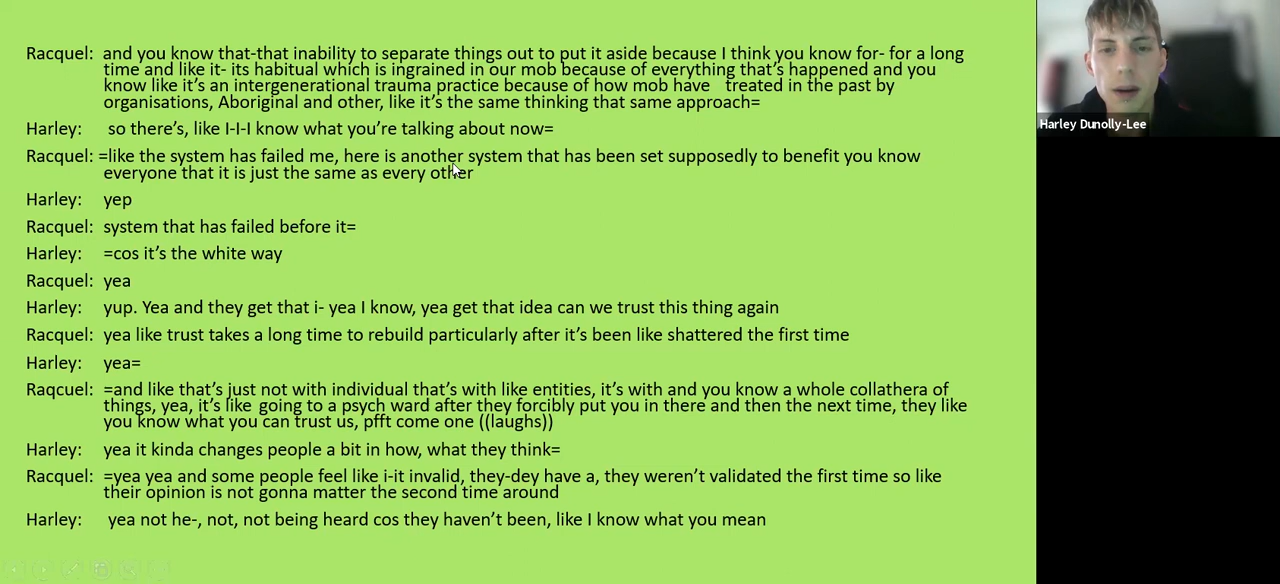 Racquel: and you know that-that inability to separate things out to put it aside because I think you know for- for a long
time and like it- its habitual which is ingrained in our mob because of everything that's happened and you
know like it's an intergenerational trauma practice because of how mob have treated in the past by
organisations, Aboriginal and other, like it's the same thinking that same approach=
Harley: so there's, like I-I-I know what you're talking about now=
Racquel: =like the system has failed me, here is another system that has been set supposedly to benefit you know
everyone that it is just the same as every other
Harley: yep
Racquel: system that has failed before it=
Harley: =cos it's the white way
Racquel: yea
Harley: yup. Yea and they get that i- yea I know, yea get that idea can we trust this thing again
Racquel: yea like trust takes a long time to rebuild particularly after it's been like shattered the first time
Harley: yea=
Raqcuel: =and like that's just not with individual that's with like entities, it's with and you know a whole collathera of
things, yea, it's like going to a psych ward after they forcibly put you in there and then the next time, they like
you know what you can trust us, pfft come one ((laughs))
Harley: yea it kinda changes people a bit in how, what they think=
Racquel: =yea yea and some people feel like i-it invalid, they-dey have a, they weren't validated the first time so like
their opinion is not gonna matter the second time around
Harley: yea not he-, not, not being heard cos they haven't been, like I know what you mean
Harley Dunolly-Lee